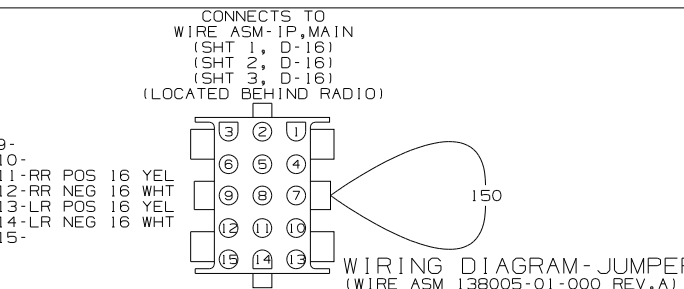 CONNECTS TO
WIRE ASM-IP,MAIN
(SHT 1, D-16)
(SHT 2, D-16)
(SHT 3, D-16)
(LOCATED BEHIND RADIO)
3 2 1
6 5 4
9 8 7
12 11 10
15 14 13
9-
10-
11-RR POS 16 YEL
12-RR NEG 16 WHT
13-LR POS 16 YEL
14-LR NEG 16 WHT
15-
150
WIRING DIAGRAM-JUMPER
(WIRE ASM 138005-01-000 REV.A)